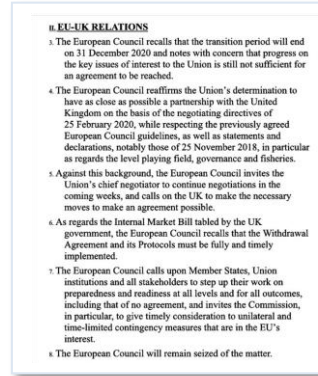 II. EU-UK RELATIONS
3. The European Council recalls that the transition period will end
on 31 December 2020 and notes with concern that progress on
the key issues of interest to the Union is still not sufficient for
an agreement to be reached.
4. The European Council reaffirms the Union's determination to
have as close as possible a partnership with the United
Kingdom on the basis of the negotiating directives of
25 February 2020, while respecting the previously agreed
European Council guidelines, as well as statements and
declarations, notably those of 25 November 2018, in particular
as regards the level playing field, governance and fisheries.
5. Against this background, the European Council invites the
Union's chief negotiator to continue negotiations in the
coming weeks, and calls on the UK to make the necessary
moves to make an agreement possible.
6. As regards the Internal Market Bill tabled by the UK
government, the European Council recalls that the Withdrawal
Agreement and its Protocols must be fully and timely
implemented.
7. The European Council calls upon Member States, Union
institutions and all stakeholders to step up their work on
preparedness and readiness at all levels and for all outcomes,
including that of no agreement, and invites the Commission,
in particular, to give timely consideration to unilateral and
time-limited contingency measures that are in the EU's
interest.
8. The European Council will remain seized of the matter.